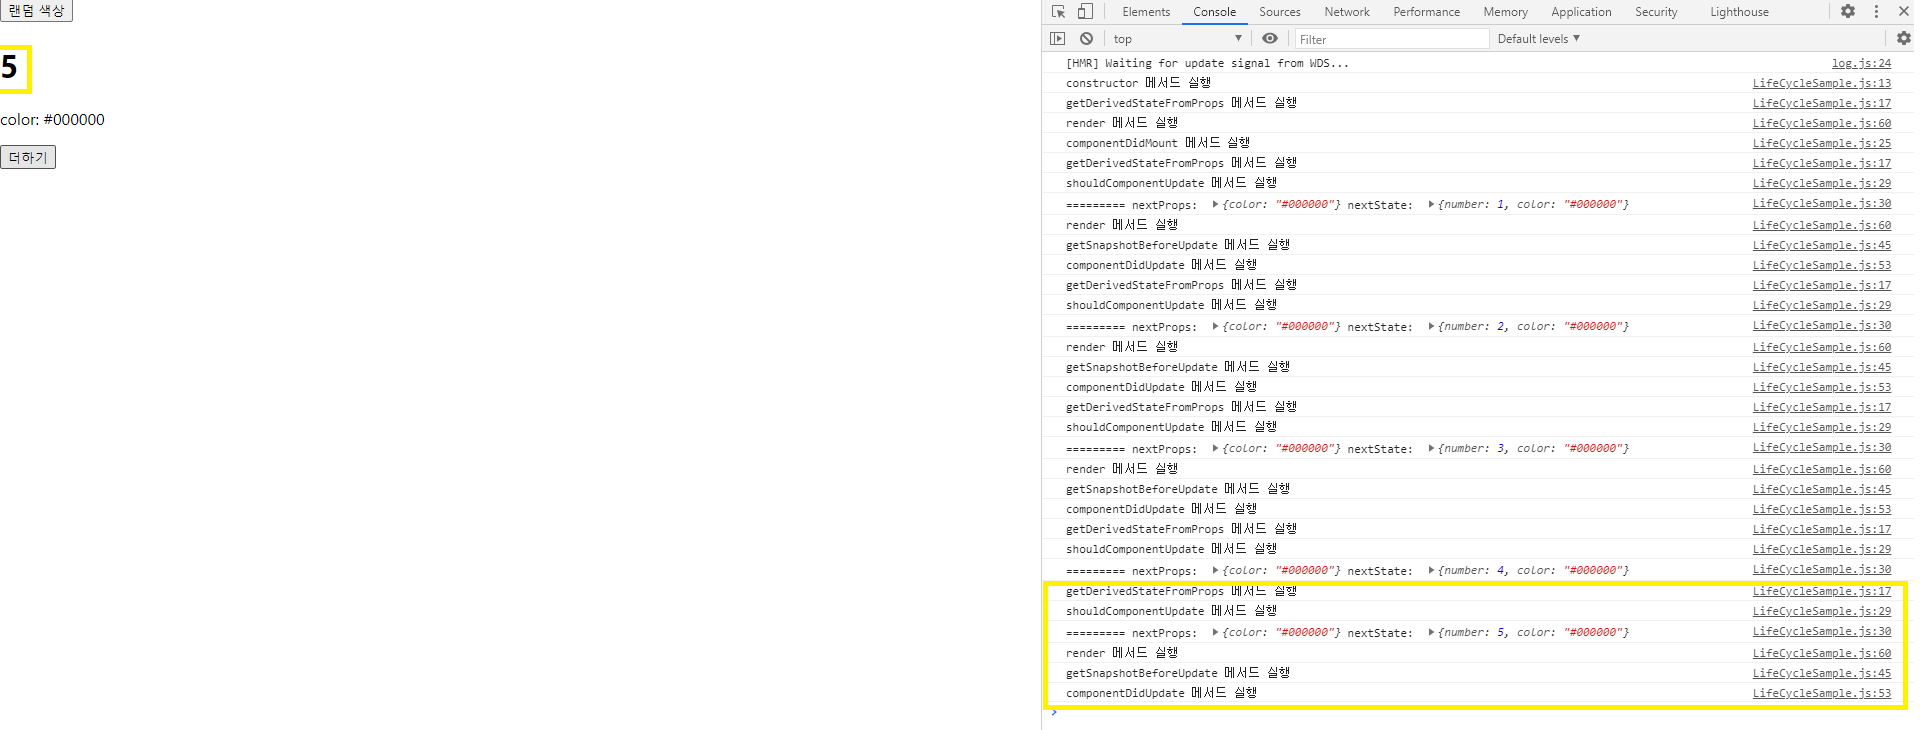 랜덤 색상
5
color: #000000
더하기
Elements Console Sources Network Performance Memory Application Security Lighthouse
top Filter Default levels
[HMR] Waiting for update signal from WDS... log.js:24
constructor 메서드 실행 LifeCycleSample.js:13
getDerivedStateFromProps 메서드 실행 LifeCycleSample.js:17
render 메서드 실행 LifeCycleSample.js:60
componentDidMount 메서드 실행 LifeCycleSample.js:25
getDerivedStateFromProps 메서드 실행 LifeCycleSample.js:17
shouldComponentUpdate 메서드 실행 LifeCycleSample.js:29
========= nextProps: {color: "#000000"} nextState: {number: 1, color: "#000000"} LifeCycleSample.js:30
render 메서드 실행 LifeCycleSample.js:60
getSnapshotBeforeUpdate 메서드 실행 LifeCycleSample.js:45
componentDidUpdate 메서드 실행 LifeCycleSample.js:53
getDerivedStateFromProps 메서드 실행 LifeCycleSample.js:17
shouldComponentUpdate 메서드 실행 LifeCycleSample.js:29
========= nextProps: {color: "#000000"} nextState: {number: 2, color: "#000000"} LifeCycleSample.js:30
render 메서드 실행 LifeCycleSample.js:60
getSnapshotBeforeUpdate 메서드 실행 LifeCycleSample.js:45
componentDidUpdate 메서드 실행 LifeCycleSample.js:53
getDerivedStateFromProps 메서드 실행 LifeCycleSample.js:17
shouldComponentUpdate 메서드 실행 LifeCycleSample.js:29
========= nextProps: {color: "#000000"} nextState: {number: 3, color: "#000000"} LifeCycleSample.js:30
render 메서드 실행 LifeCycleSample.js:60
getSnapshotBeforeUpdate 메서드 실행 LifeCycleSample.js:45
componentDidUpdate 메서드 실행 LifeCycleSample.js:53
getDerivedStateFromProps 메서드 실행 LifeCycleSample.js:17
shouldComponentUpdate 메서드 실행 LifeCycleSample.js:29
========= nextProps: {color: "#000000"} nextState: {number: 4, color: "#000000"} LifeCycleSample.js:30
getDerivedStateFromProps 메서드 실행 LifeCycleSample.js:17
shouldComponentUpdate 메서드 실행 LifeCycleSample.js:29
========= nextProps: {color: "#000000"} nextState: {number: 5, color: "#000000"} LifeCycleSample.js:30
render 메서드 실행 LifeCycleSample.js:60
getSnapshotBeforeUpdate 메서드 실행 LifeCycleSample.js:45
componentDidUpdate 메서드 실행 LifeCycleSample.js:53